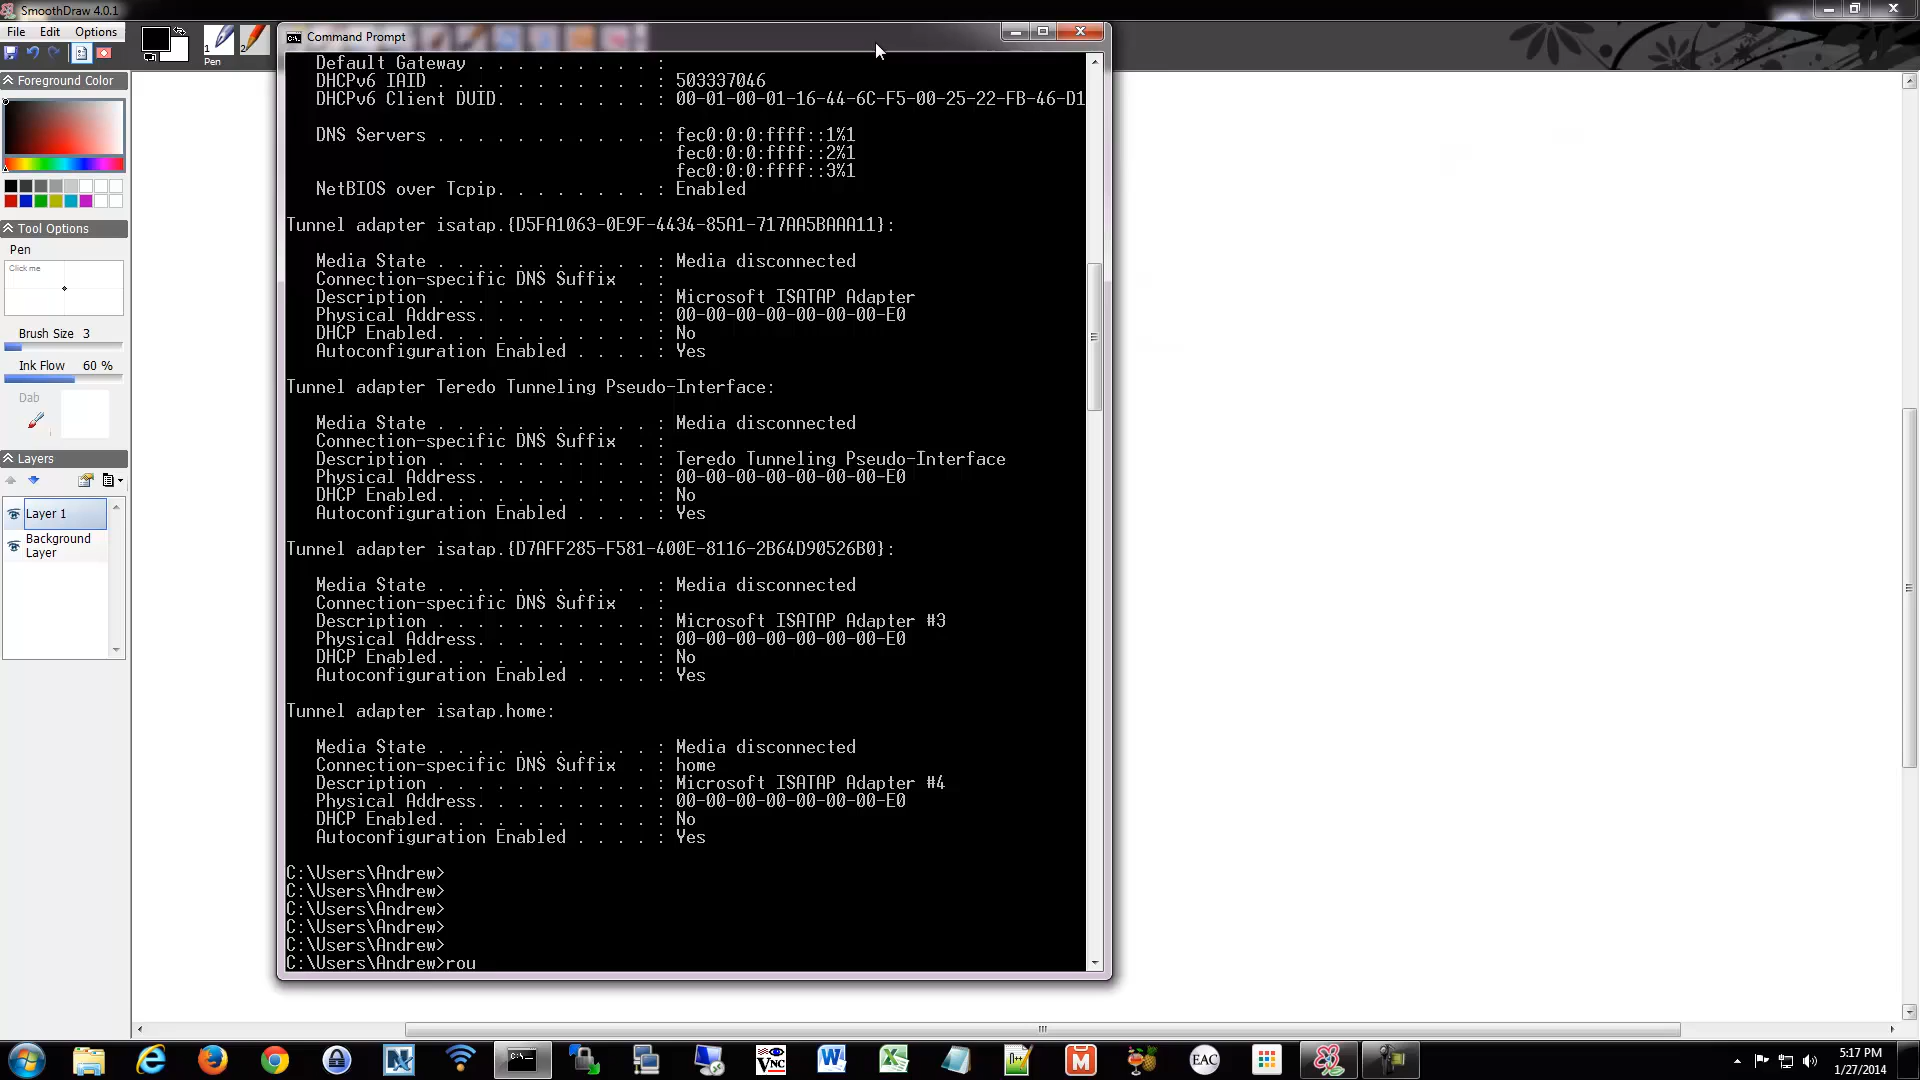 SmoothDraw 4.0.1
File Edit Options
1
2
Pen
Foreground Color
Tool Options
Pen
Click me
Brush Size 3
Ink Flow 60 %
Dab
Layers
Layer 1
Background
Layer
Command Prompt
Default Gateway . . . . . . . . . :
DHCPv6 IAID . . . . . . . . . . . : 503337046
DHCPv6 Client DUID. . . . . . . . : 00-01-00-01-16-44-6C-F5-00-25-22-FB-46-D1
DNS Servers . . . . . . . . . . . : fec0:0:0:ffff::1%1
fec0:0:0:ffff::2%1
fec0:0:0:ffff::3%1
NetBIOS over Tcpip. . . . . . . . : Enabled
Tunnel adapter isatap.{D5FA1063-0E9F-4434-85A1-717AA5BAAA11}:
Media State . . . . . . . . . . . : Media disconnected
Connection-specific DNS Suffix  . :
Description . . . . . . . . . . . : Microsoft ISATAP Adapter
Physical Address. . . . . . . . . : 00-00-00-00-00-00-00-E0
DHCP Enabled. . . . . . . . . . . : No
Autoconfiguration Enabled . . . . : Yes
Tunnel adapter Teredo Tunneling Pseudo-Interface:
Media State . . . . . . . . . . . : Media disconnected
Connection-specific DNS Suffix  . :
Description . . . . . . . . . . . : Teredo Tunneling Pseudo-Interface
Physical Address. . . . . . . . . : 00-00-00-00-00-00-00-E0
DHCP Enabled. . . . . . . . . . . : No
Autoconfiguration Enabled . . . . : Yes
Tunnel adapter isatap.{D7AFF285-F581-400E-8116-2B64D90526B0}:
Media State . . . . . . . . . . . : Media disconnected
Connection-specific DNS Suffix  . :
Description . . . . . . . . . . . : Microsoft ISATAP Adapter #3
Physical Address. . . . . . . . . : 00-00-00-00-00-00-00-E0
DHCP Enabled. . . . . . . . . . . : No
Autoconfiguration Enabled . . . . : Yes
Tunnel adapter isatap.home:
Media State . . . . . . . . . . . : Media disconnected
Connection-specific DNS Suffix  . : home
Description . . . . . . . . . . . : Microsoft ISATAP Adapter #4
Physical Address. . . . . . . . . : 00-00-00-00-00-00-00-E0
DHCP Enabled. . . . . . . . . . . : No
Autoconfiguration Enabled . . . . : Yes
C:\Users\Andrew>
C:\Users\Andrew>
C:\Users\Andrew>
C:\Users\Andrew>
C:\Users\Andrew>
C:\Users\Andrew>rou
VNC
EAC
5:17 PM
1/27/2014